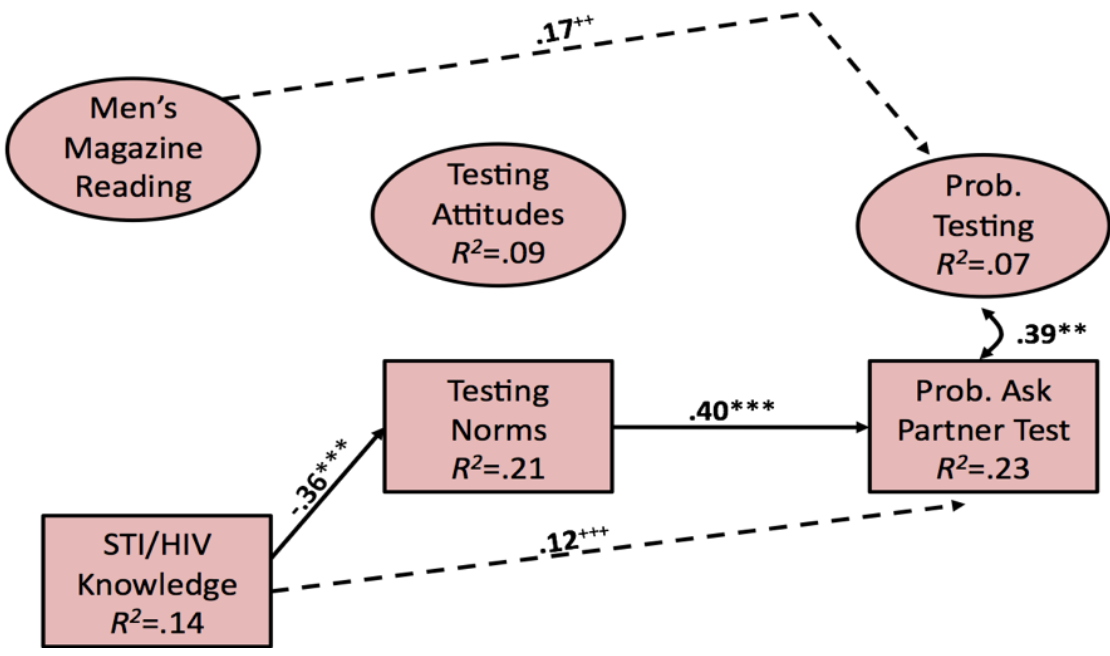 .17⁺⁺
Men’s
Magazine
Reading
Testing
Attitudes
R²=.09
Prob.
Testing
R²=.07
.39**
Testing
Norms
R²=.21
.40***
Prob. Ask
Partner Test
R²=.23
-.36***
STI/HIV
Knowledge
R²=.14
.12⁺⁺⁺